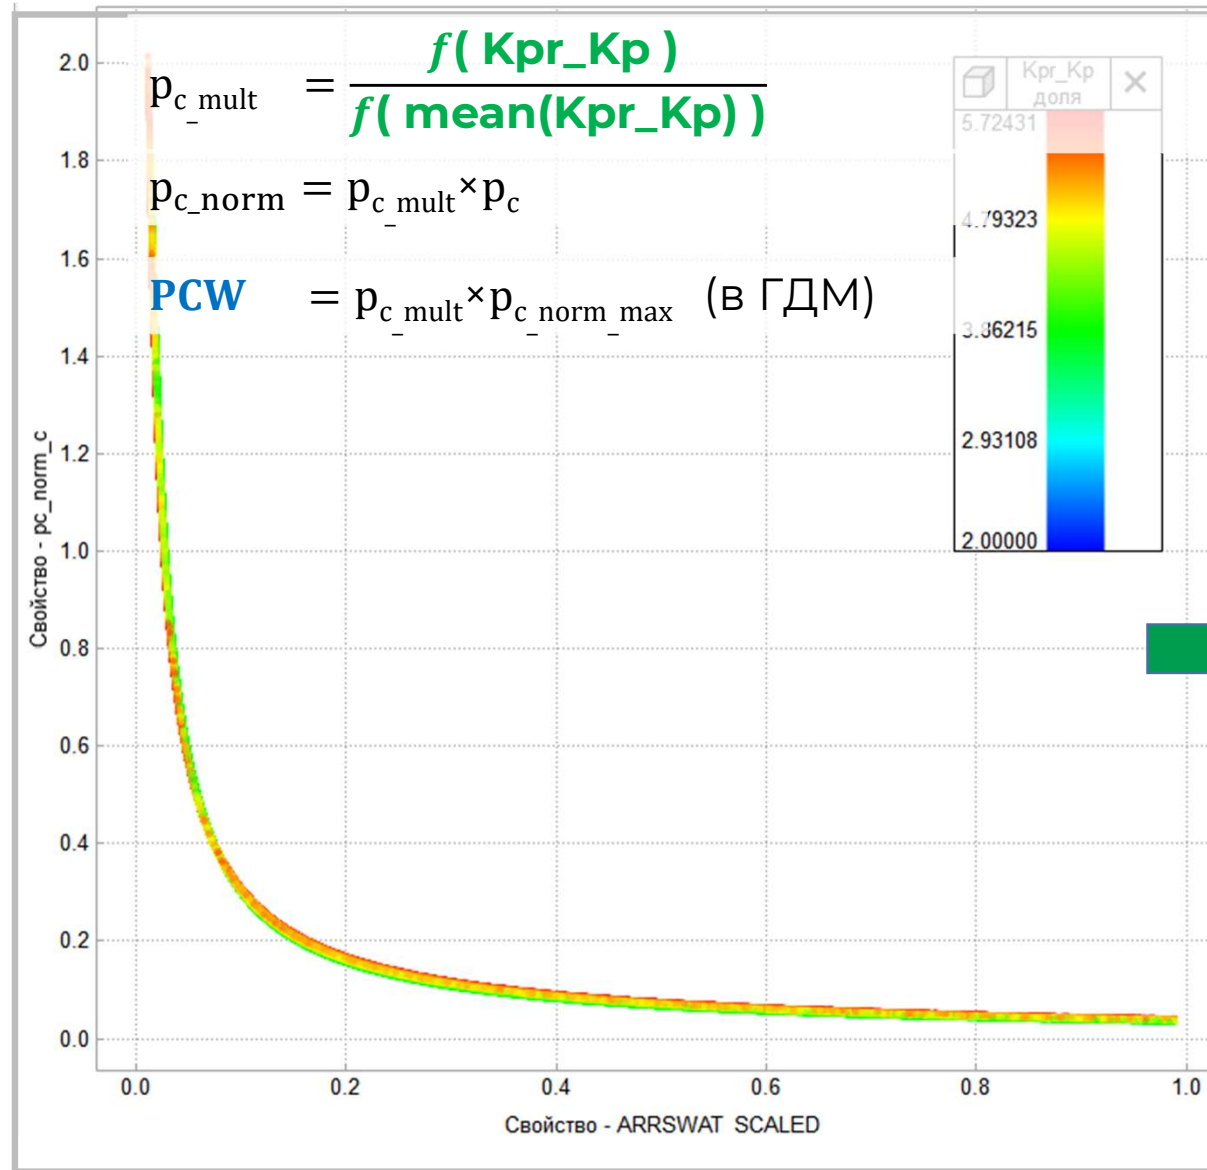 p_c_mult = f( Kpr_Kp ) / f( mean(Kpr_Kp) )
p_c_norm = p_c_mult × p_c
PCW = p_c_mult × p_c_norm_max (в ГДМ)
Kpr_Kp
доля
5.72431
4.79323
3.86215
2.93108
2.00000
Свойство - pc_norm_c
2.0
1.8
1.6
1.4
1.2
1.0
0.8
0.6
0.4
0.2
0.0
0.0 0.2 0.4 0.6 0.8 1.0
Свойство - ARRSWAT SCALED